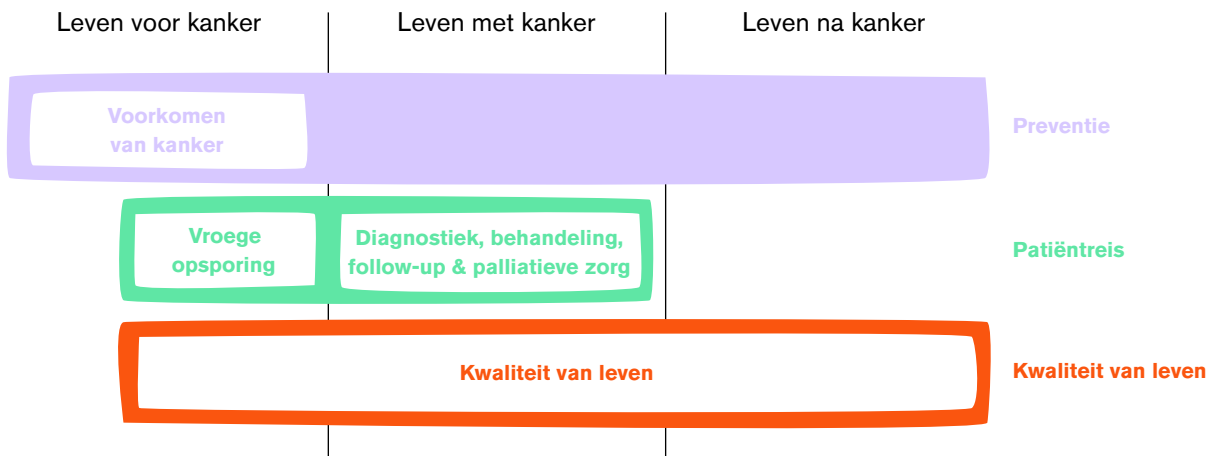 Leven voor kanker
Leven met kanker
Leven na kanker
Voorkomen
van kanker
Preventie
Vroege
opsporing
Diagnostiek, behandeling,
follow-up & palliatieve zorg
Patiëntreis
Kwaliteit van leven
Kwaliteit van leven